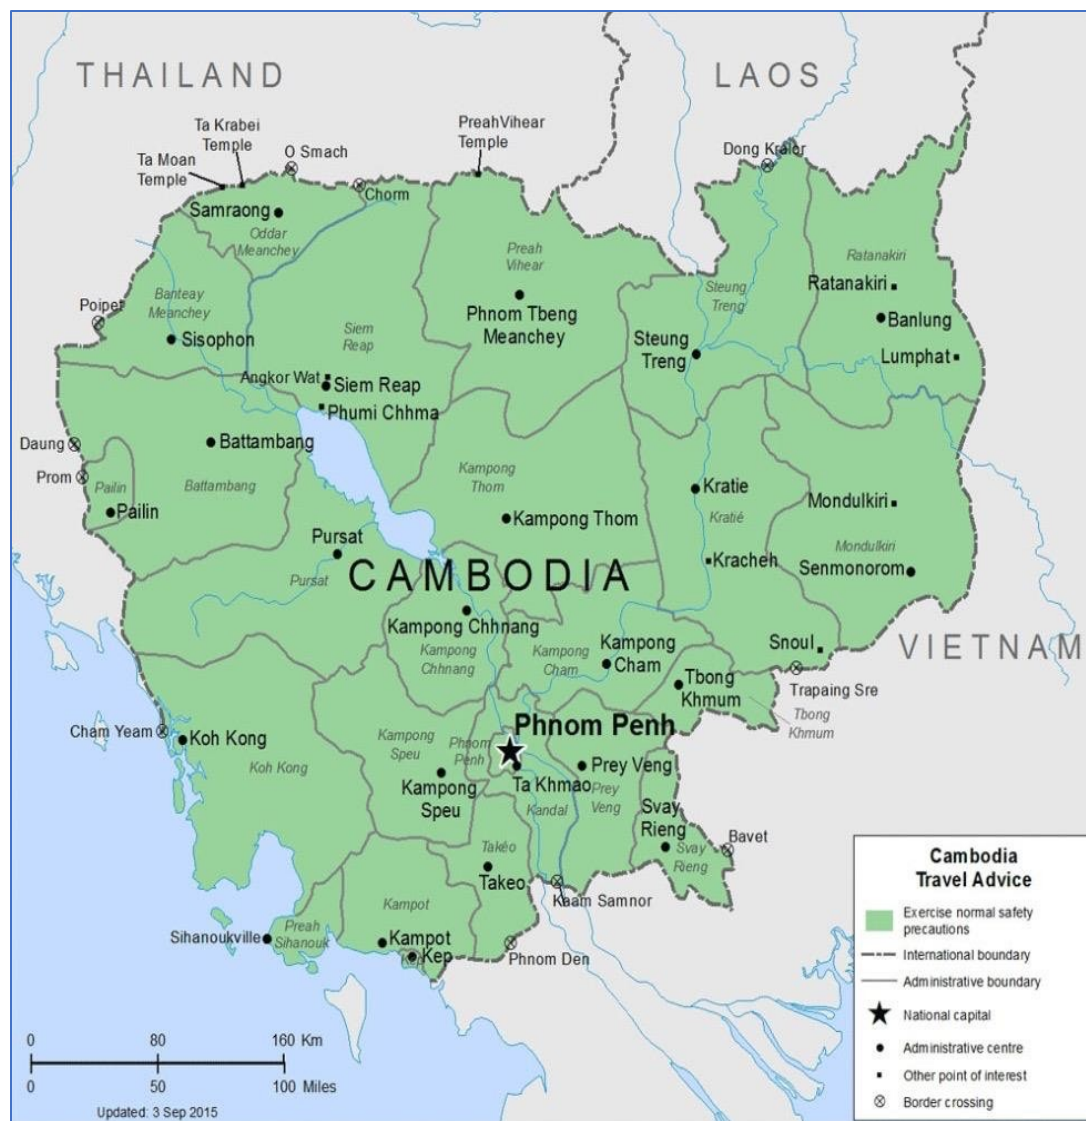 THAILAND
LAOS
Ta Krabei
Temple
O Smach
PreahVihear
Temple
Dong Kralor
Ta Moan
Temple
Chorm
Samraong
Oddar
Meanchey
Preah
Vihear
Ratanakiri
Ratanakiri
Banteay
Meanchey
Steung
Treng
Poipet
Phnom Tbeng
Meanchey
Banlung
Sisophon
Siem
Reap
Steung
Treng
Lumphat
Angkor Wat
Siem Reap
Phumi Chhma
Daung
Battambang
Prom
Pailin
Battambang
Kampong
Thom
Kratie
Mondulkiri
Pailin
Kampong Thom
Kratié
Pursat
Mondulkiri
Kracheh
Senmonorom
Pursat
CAMBODIA
Kampong Chhnang
Kampong
Chhnang
Kampong
Cham
Kampong
Cham
Snoul
VIETNAM
Tbong
Khmum
Trapaing Sre
Tbong
Khmum
Cham Yeam
Koh Kong
Koh Kong
Kampong
Speu
Phnom
Penh
Phnom Penh
Kampong
Speu
Ta Khmao
Kandal
Prey Veng
Prey
Veng
Svay
Rieng
Svay
Rieng
Bavet
Takéo
Takeo
Kaam Samnor
Kampot
Sihanoukville
Preah
Sihanouk
Kampot
Kep
Phnom Den
Cambodia
Travel Advice
Exercise normal safety
precautions
International boundary
Administrative boundary
National capital
Administrative centre
Other point of interest
Border crossing
0 80 160 Km
0 50 100 Miles
Updated: 3 Sep 2015